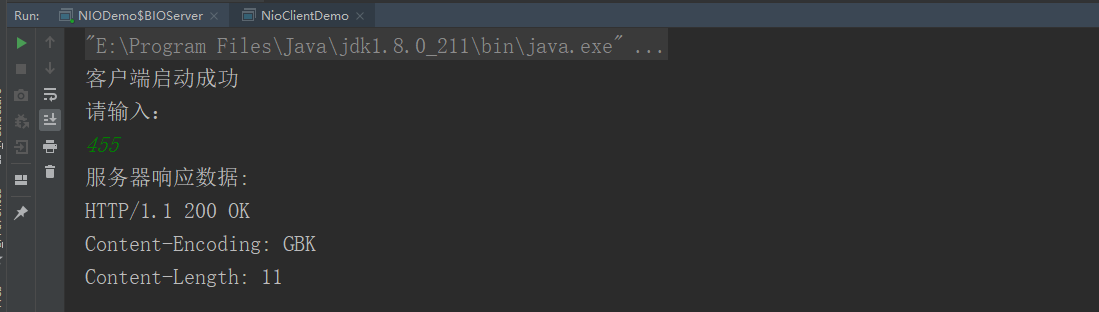 Run: NIODemo$BIOServer × NioClientDemo ×
"E:\Program Files\Java\jdk1.8.0_211\bin\java.exe" ...
客户端启动成功
请输入:
455
服务器响应数据:
HTTP/1.1 200 OK
Content-Encoding: GBK
Content-Length: 11